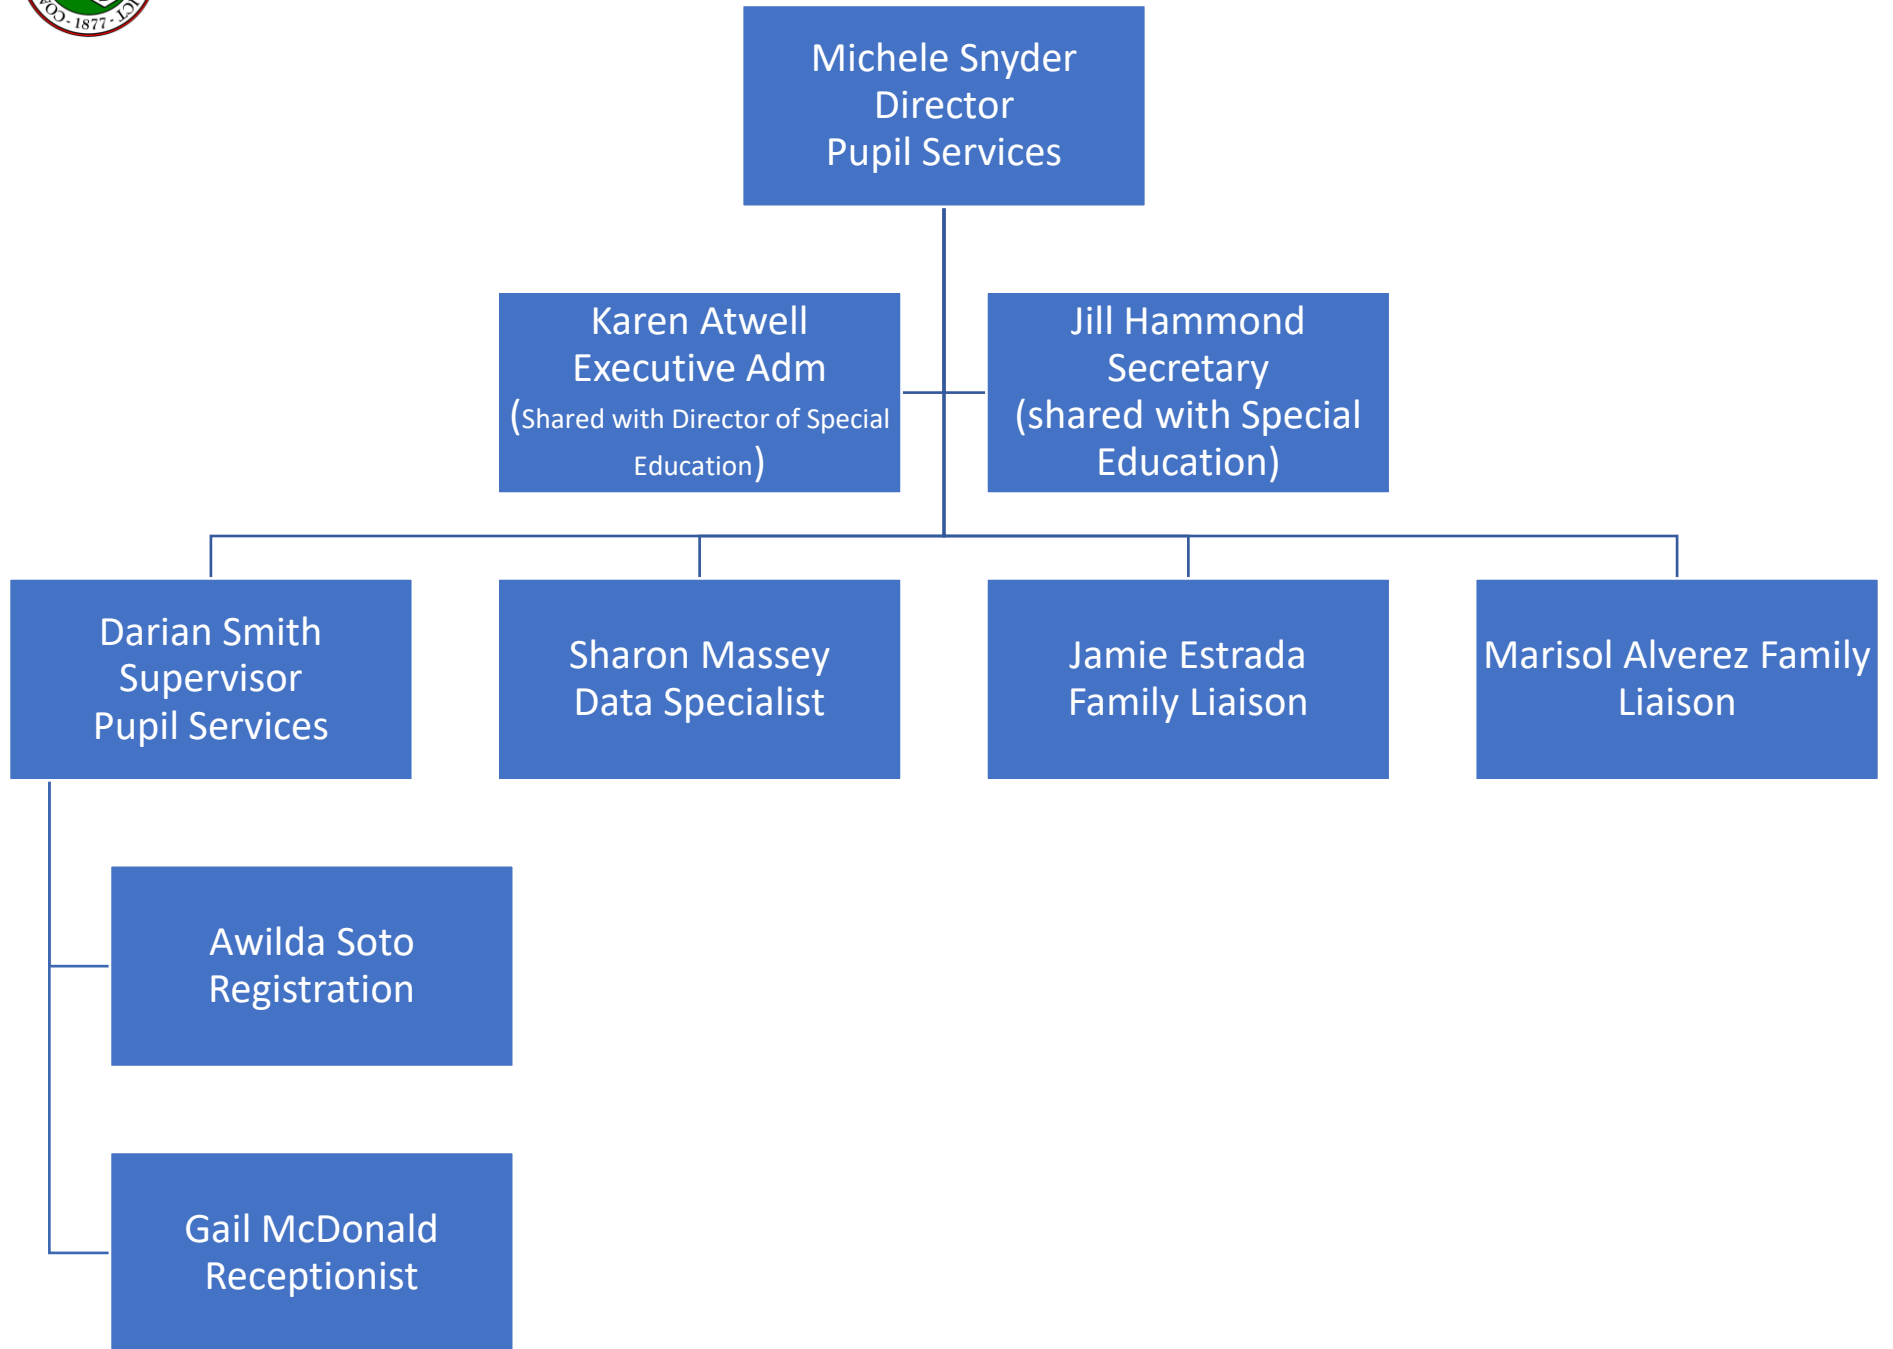 1877
Michele Snyder
Director
Pupil Services
Karen Atwell
Executive Adm
(Shared with Director of Special
Education)
Jill Hammond
Secretary
(shared with Special
Education)
Darian Smith
Supervisor
Pupil Services
Sharon Massey
Data Specialist
Jamie Estrada
Family Liaison
Marisol Alverez Family
Liaison
Awilda Soto
Registration
Gail McDonald
Receptionist